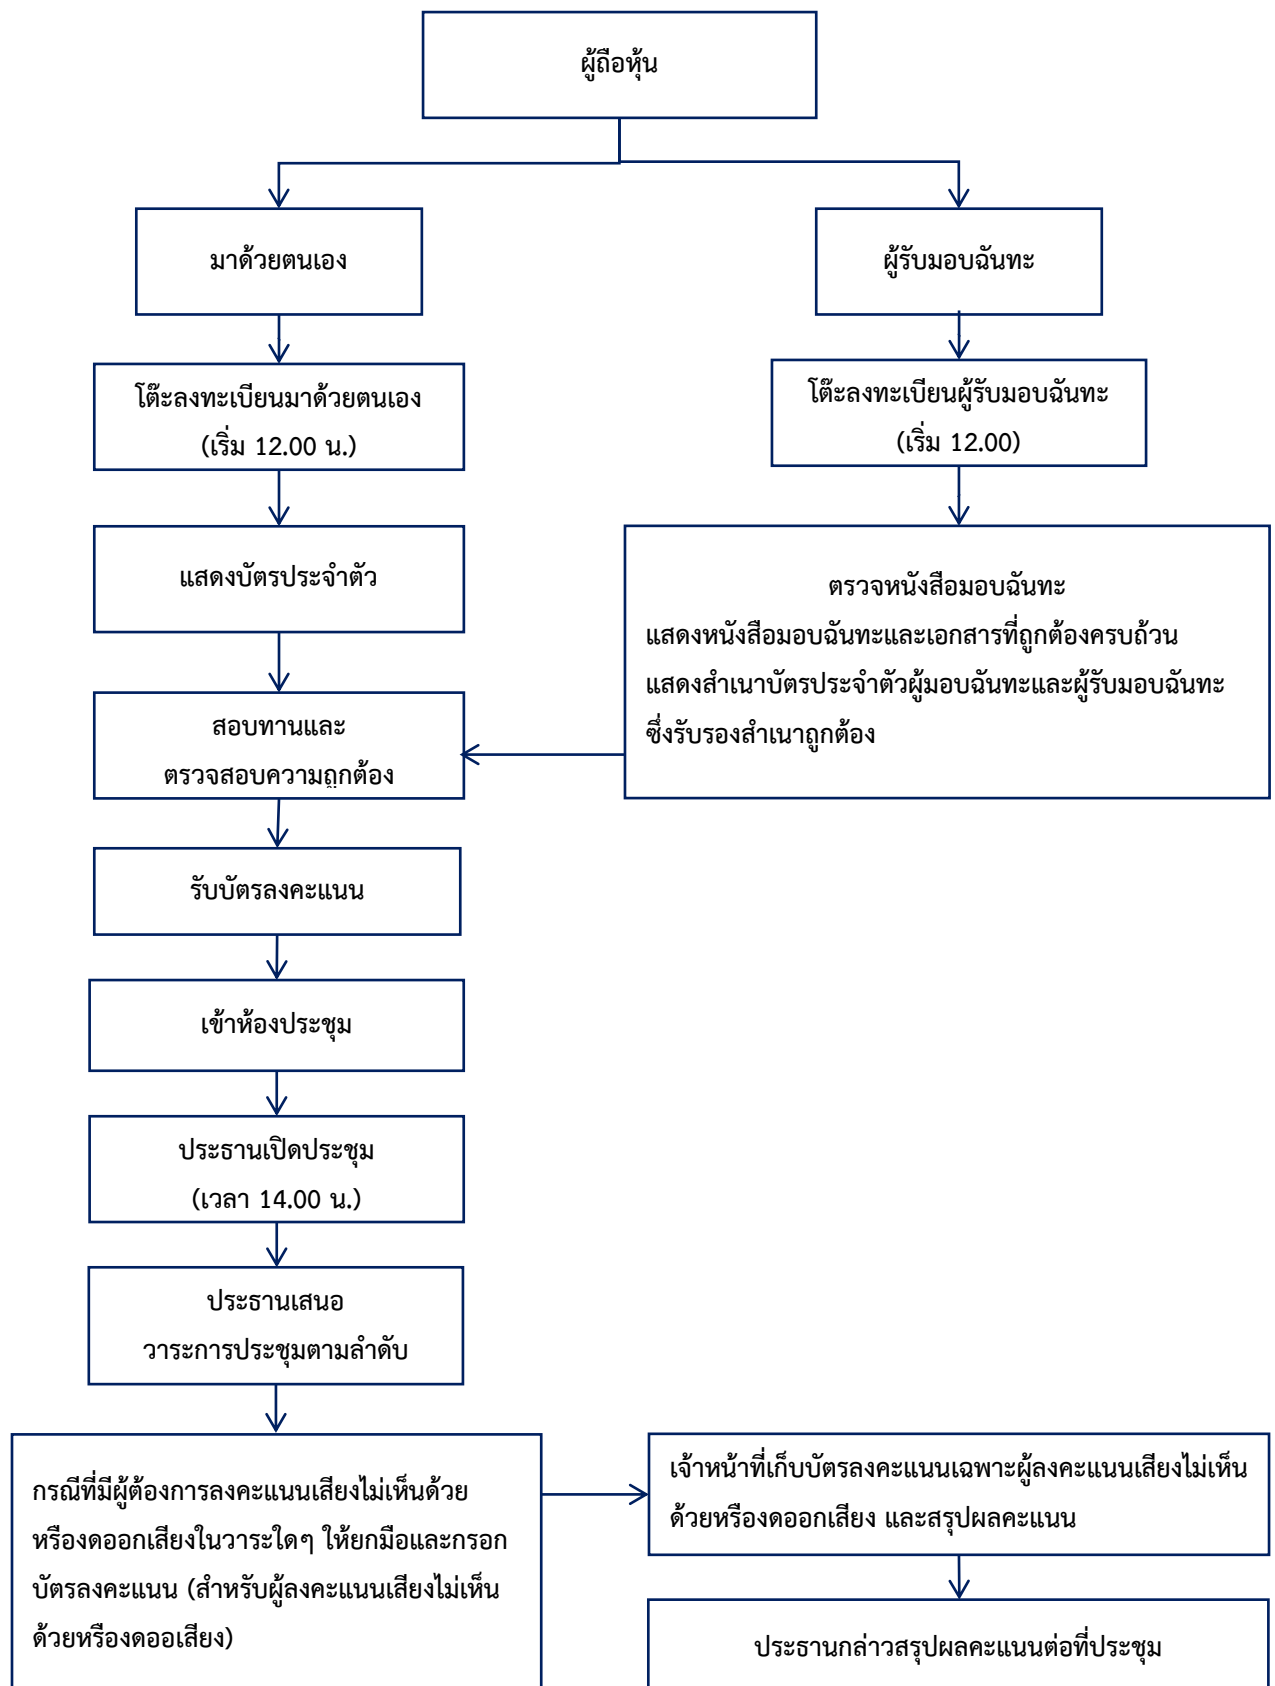 ผู้ถือหุ้น
มาด้วยตนเอง
ผู้รับมอบฉันทะ
โต๊ะลงทะเบียนมาด้วยตนเอง
(เริ่ม 12.00 น.)
โต๊ะลงทะเบียนผู้รับมอบฉันทะ
(เริ่ม 12.00)
แสดงบัตรประจำตัว
ตรวจหนังสือมอบฉันทะ
แสดงหนังสือมอบฉันทะและเอกสารที่ถูกต้องครบถ้วน
แสดงสำเนาบัตรประจำตัวผู้มอบฉันทะและผู้รับมอบฉันทะ
ซึ่งรับรองสำเนาถูกต้อง
สอบทานและ
ตรวจสอบความถูกต้อง
รับบัตรลงคะแนน
เข้าห้องประชุม
ประธานเปิดประชุม
(เวลา 14.00 น.)
ประธานเสนอ
วาระการประชุมตามลำดับ
กรณีที่มีผู้ต้องการลงคะแนนเสียงไม่เห็นด้วย
หรืองดออกเสียงในวาระใดๆ ให้ยกมือและกรอก
บัตรลงคะแนน (สำหรับผู้ลงคะแนนเสียงไม่เห็น
ด้วยหรืองดออเสียง)
เจ้าหน้าที่เก็บบัตรลงคะแนนเฉพาะผู้ลงคะแนนเสียงไม่เห็น
ด้วยหรืองดออกเสียง และสรุปผลคะแนน
ประธานกล่าวสรุปผลคะแนนต่อที่ประชุม